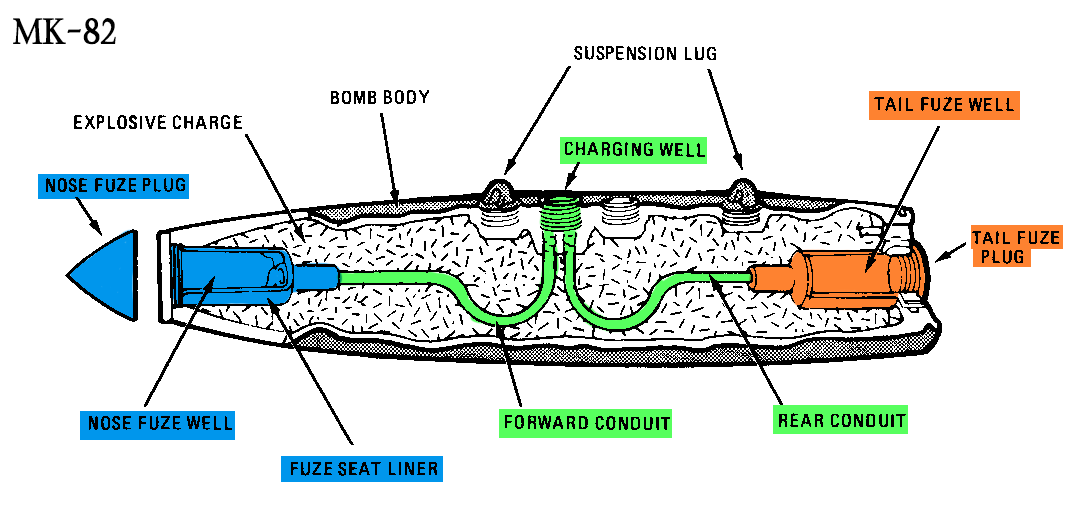 MK-82
SUSPENSION LUG
BOMB BODY
TAIL FUZE WELL
EXPLOSIVE CHARGE
CHARGING WELL
NOSE FUZE PLUG
TAIL FUZE
PLUG
NOSE FUZE WELL
FORWARD CONDUIT
REAR CONDUIT
FUZE SEAT LINER